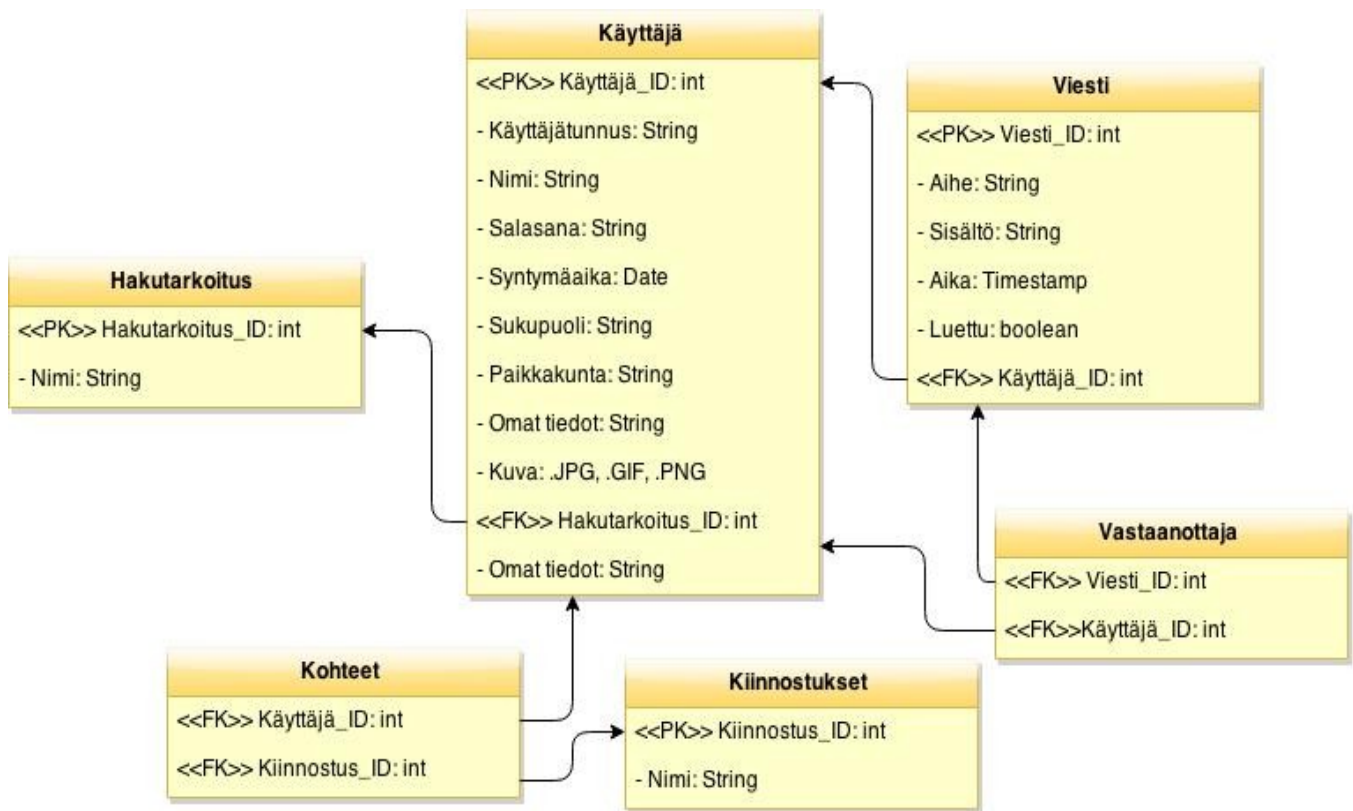 Käyttäjä
<<PK>> Käyttäjä_ID: int
- Käyttäjätunnus: String
- Nimi: String
- Salasana: String
- Syntymäaika: Date
- Sukupuoli: String
- Paikkakunta: String
- Omat tiedot: String
- Kuva: .JPG, .GIF, .PNG
<<FK>> Hakutarkoitus_ID: int
- Omat tiedot: String
Viesti
<<PK>> Viesti_ID: int
- Aihe: String
- Sisältö: String
- Aika: Timestamp
- Luettu: boolean
<<FK>> Käyttäjä_ID: int
Hakutarkoitus
<<PK>> Hakutarkoitus_ID: int
- Nimi: String
Vastaanottaja
<<FK>> Viesti_ID: int
<<FK>>Käyttäjä_ID: int
Kohteet
<<FK>> Käyttäjä_ID: int
<<FK>> Kiinnostus_ID: int
Kiinnostukset
<<PK>> Kiinnostus_ID: int
- Nimi: String